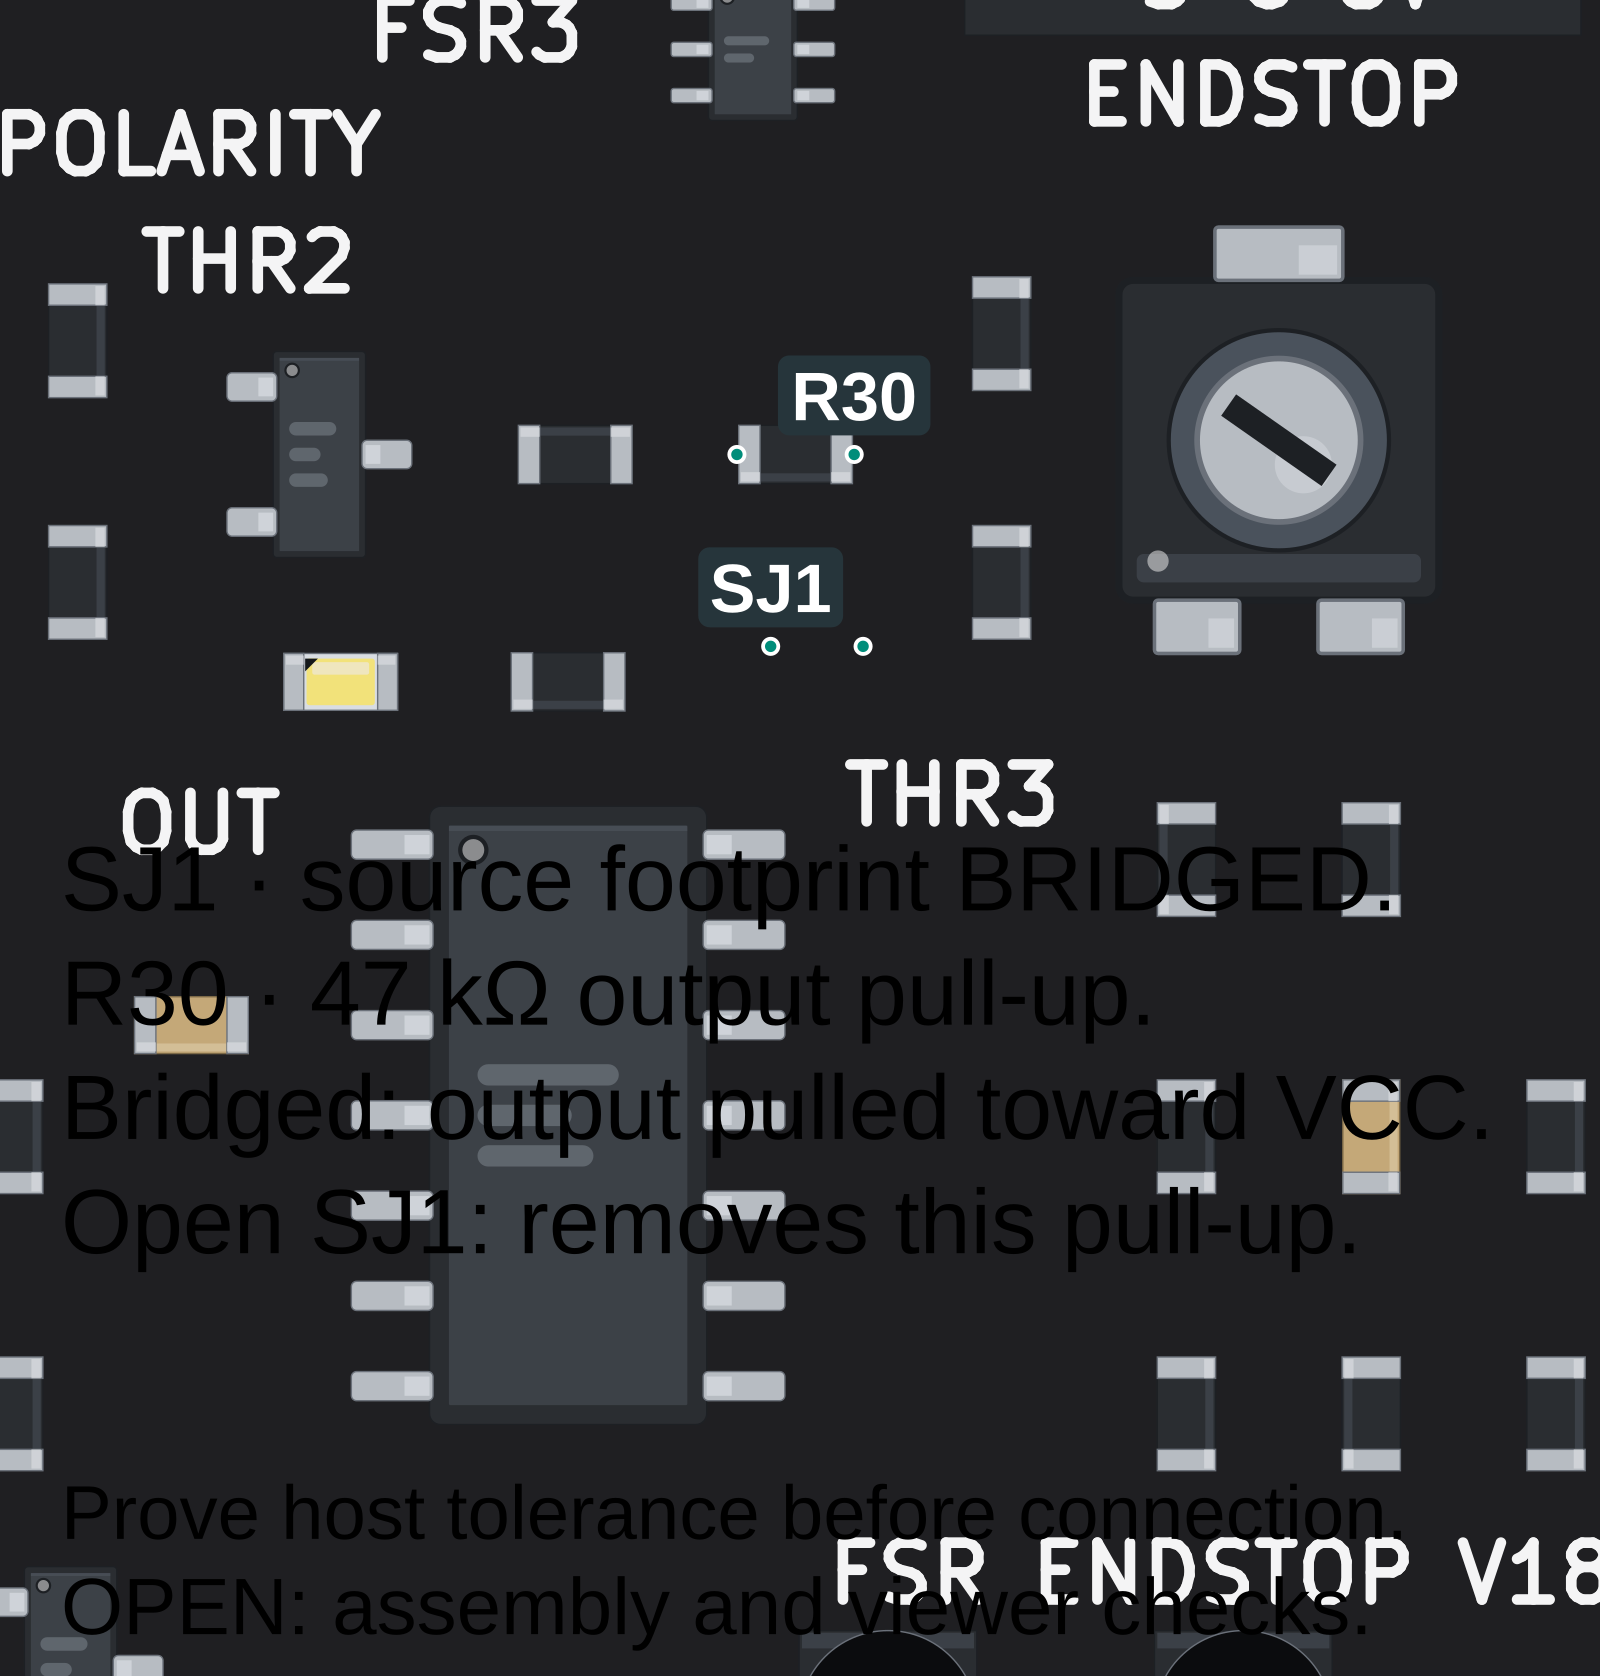 FSR3
ENDSTOP
POLARITY
THR2
R30
SJ1
THR3
OUT
SJ1 · source footprint BRIDGED.
R30 · 47 kΩ output pull-up.
Bridged: output pulled toward VCC.
Open SJ1: removes this pull-up.
Prove host tolerance before connection.
FSR ENDSTOP V18
OPEN: assembly and viewer checks.